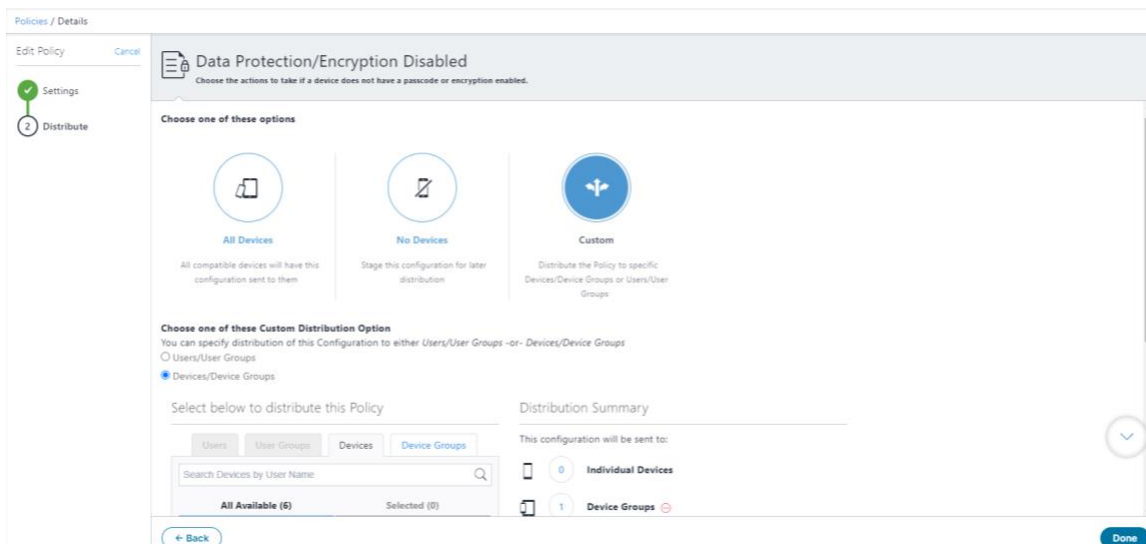 Policies / Details
Edit Policy Cancel
Settings
2 Distribute
Data Protection/Encryption Disabled
Choose the actions to take if a device does not have a passcode or encryption enabled.
Choose one of these options
All Devices
All compatible devices will have this
configuration sent to them
No Devices
Stage this configuration for later
distribution
Custom
Distribute the Policy to specific
Devices/Device Groups or Users/User
Groups
Choose one of these Custom Distribution Option
You can specify distribution of this Configuration to either Users/User Groups -or- Devices/Device Groups
Users/User Groups
Devices/Device Groups
Select below to distribute this Policy
Users User Groups Devices Device Groups
Search Devices by User Name
All Available (6) Selected (0)
Distribution Summary
This configuration will be sent to:
0 Individual Devices
1 Device Groups
← Back
Done